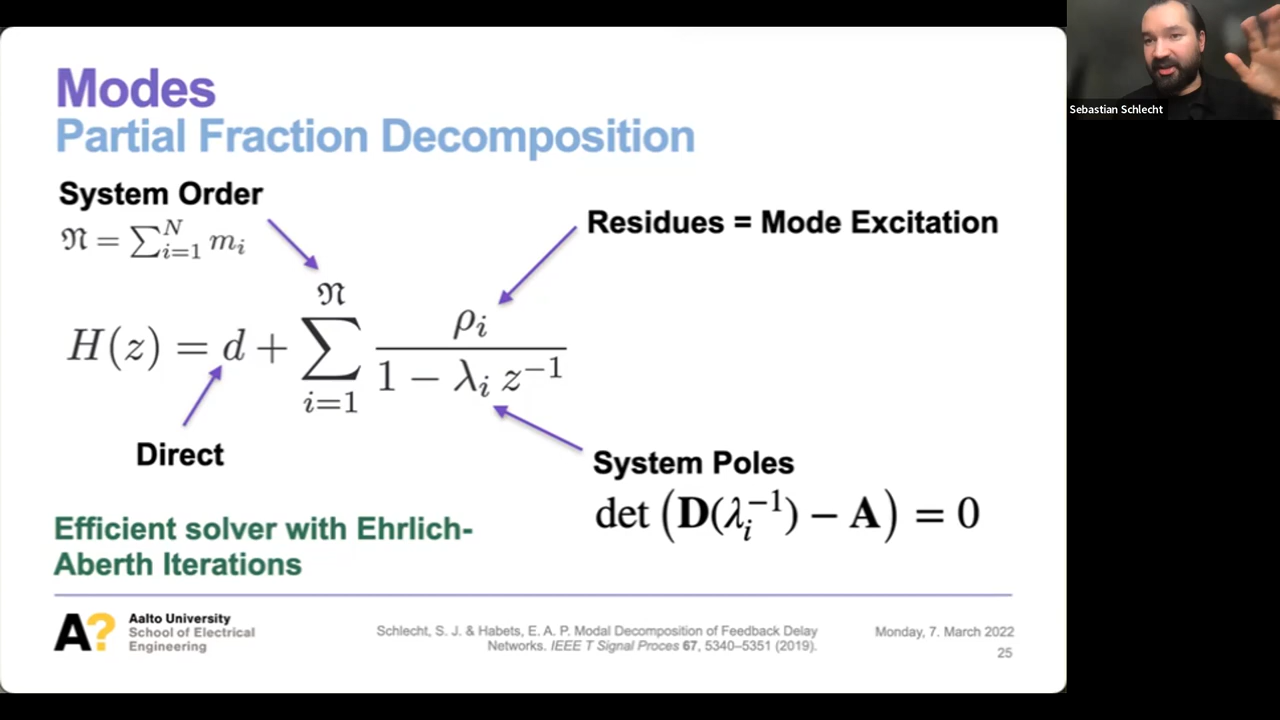 Modes
Partial Fraction Decomposition
System Order
𝔑 = ∑_{i=1}^{N} m_i
Residues = Mode Excitation
H(z) = d + ∑_{i=1}^{𝔑} ρ_i / (1 − λ_i z^{−1})
Direct
System Poles
det (D(λ_i^{−1}) − A) = 0
Efficient solver with Ehrlich-
Aberth Iterations
A?
Aalto University
School of Electrical
Engineering
Schlecht, S. J. & Habets, E. A. P. Modal Decomposition of Feedback Delay
Networks. IEEE T Signal Proces 67, 5340–5351 (2019).
Monday, 7. March 2022
25
Sebastian Schlecht